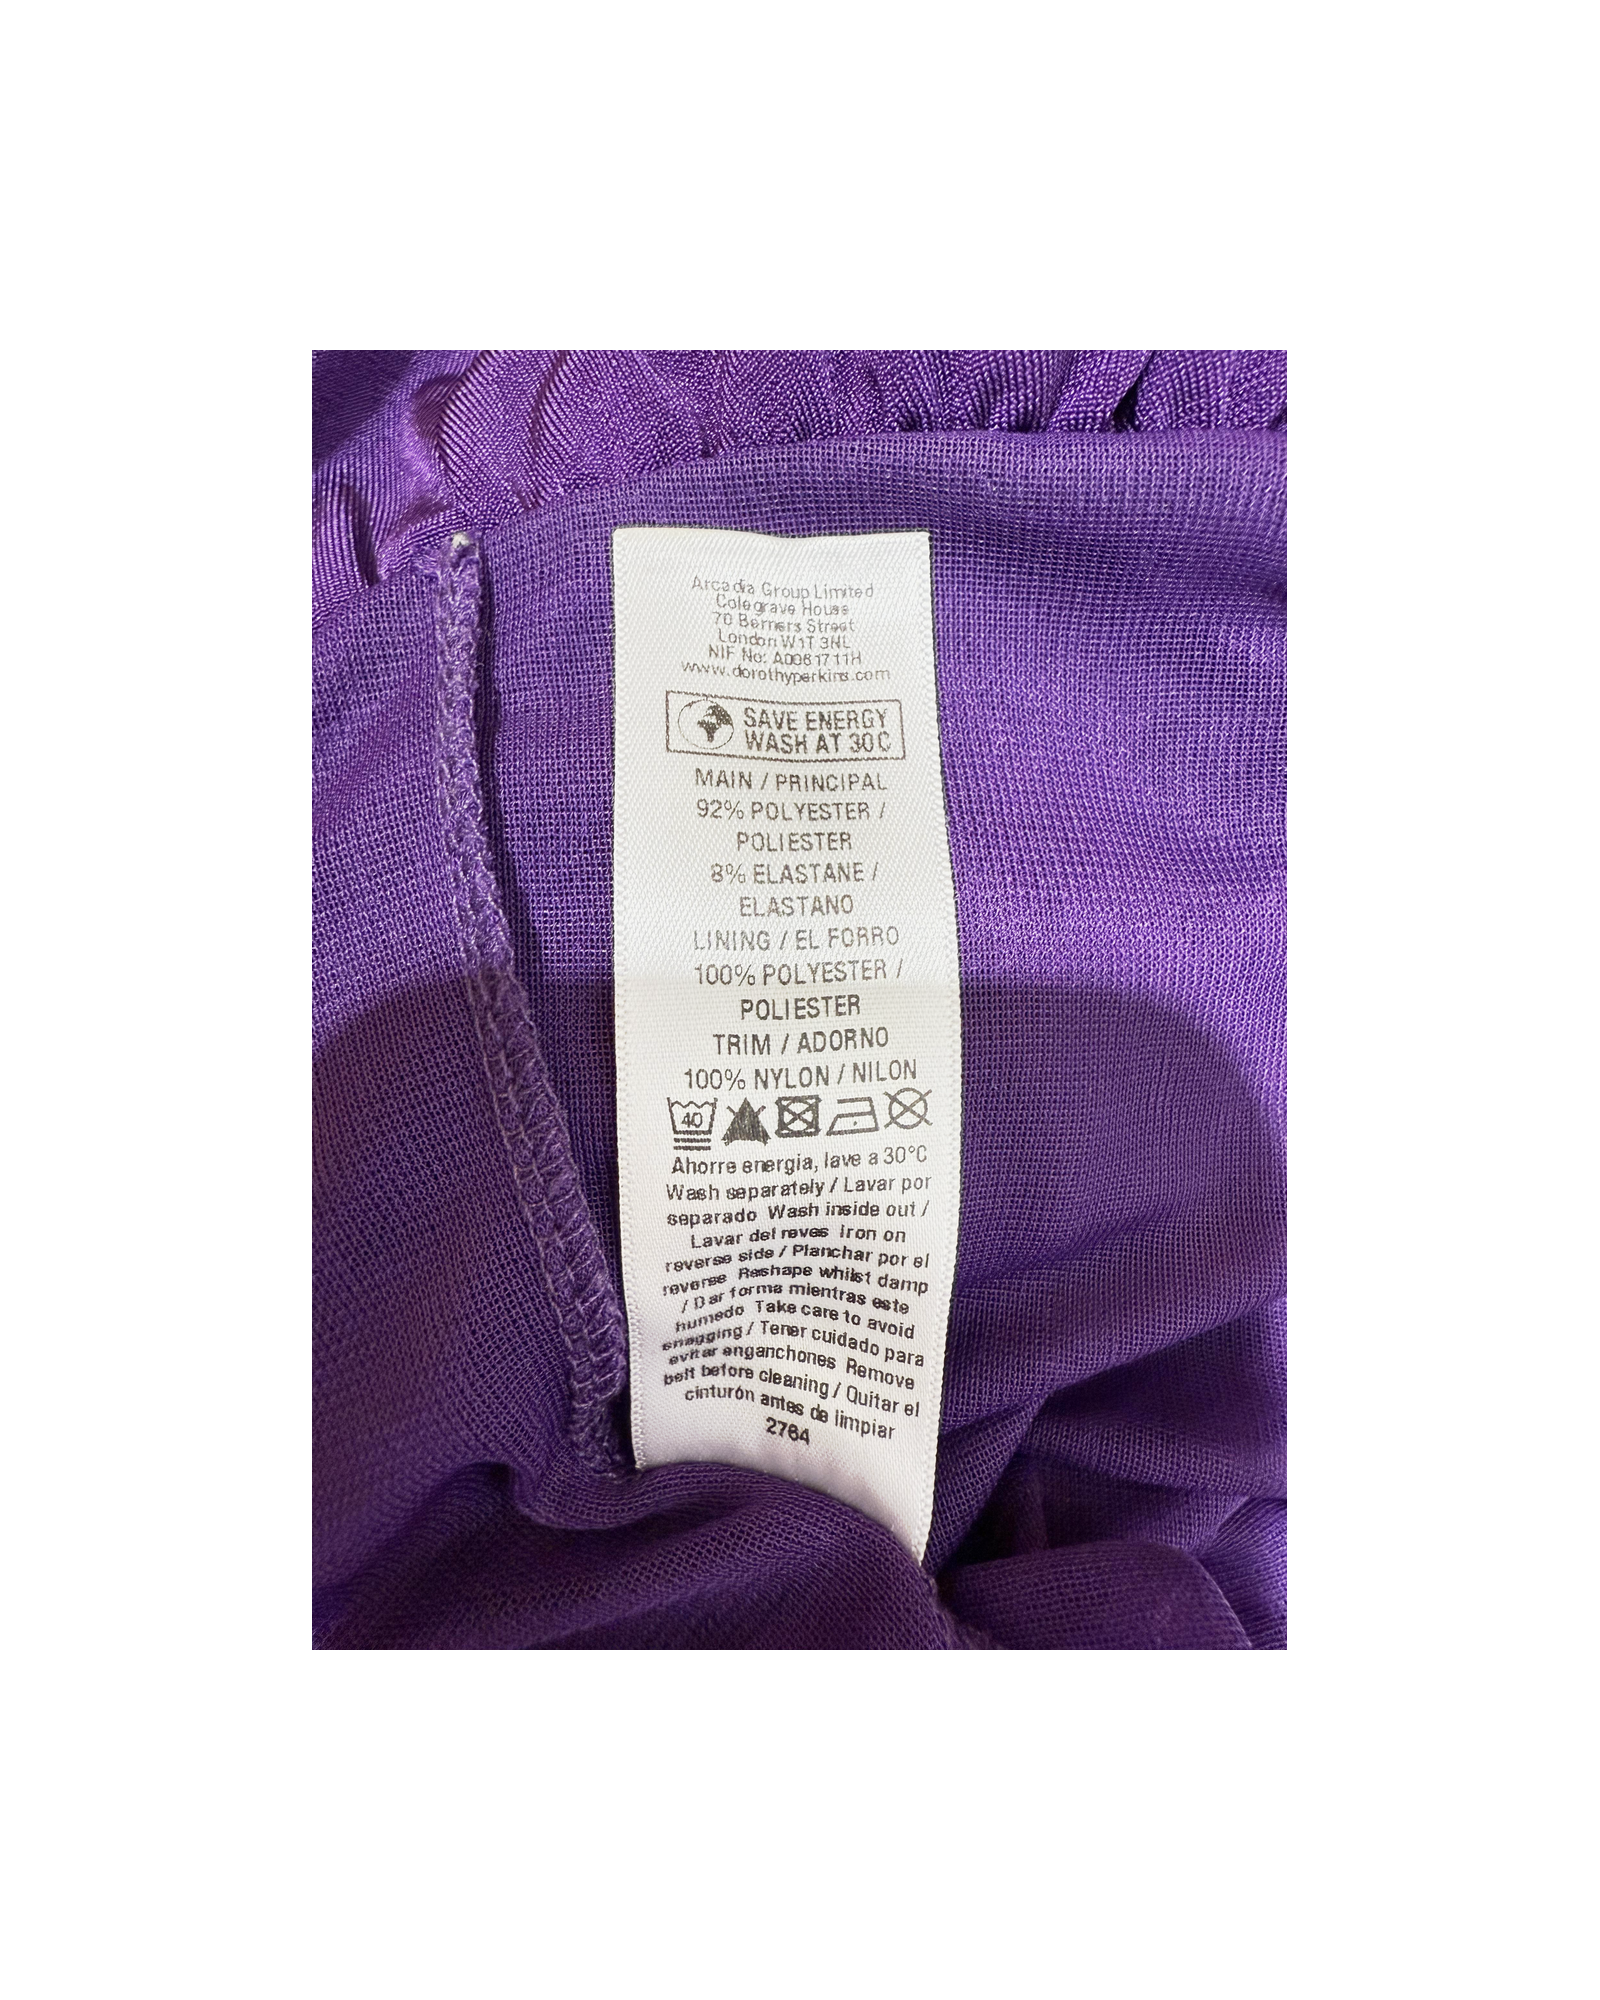 Arcadia Group Limited
Colegrave House
70 Berners Street
London W1T 3NL
NIF No: A0061711H
www.dorothyperkins.com
SAVE ENERGY
WASH AT 30C
MAIN / PRINCIPAL
92% POLYESTER /
POLIESTER
8% ELASTANE /
ELASTANO
LINING / EL FORRO
100% POLYESTER /
POLIESTER
TRIM / ADORNO
100% NYLON / NILON
40
Ahorre energia, lave a 30°C
Wash separately / Lavar por
separado Wash inside out /
Lavar del reves Iron on
reverse side / Planchar por el
reverse Reshape whilst damp
/ Dar forma mientras este
humedo Take care to avoid
snagging / Tener cuidado para
evitar enganchones Remove
belt before cleaning / Quitar el
cinturón antes de limpiar
2764